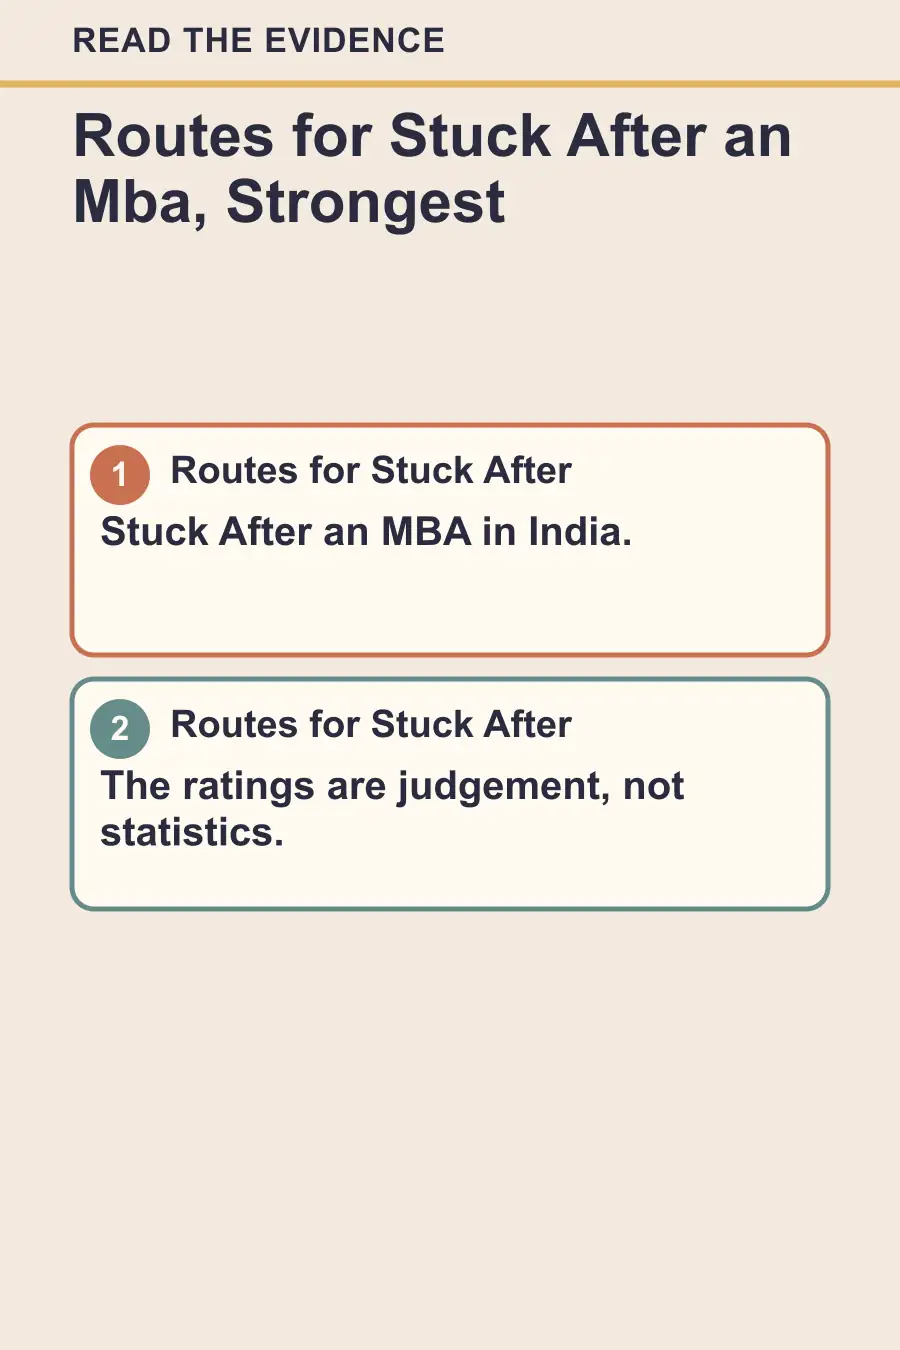 READ THE EVIDENCE
Routes for Stuck After an
Mba, Strongest
1 Routes for Stuck After
Stuck After an MBA in India.
2 Routes for Stuck After
The ratings are judgement, not
statistics.